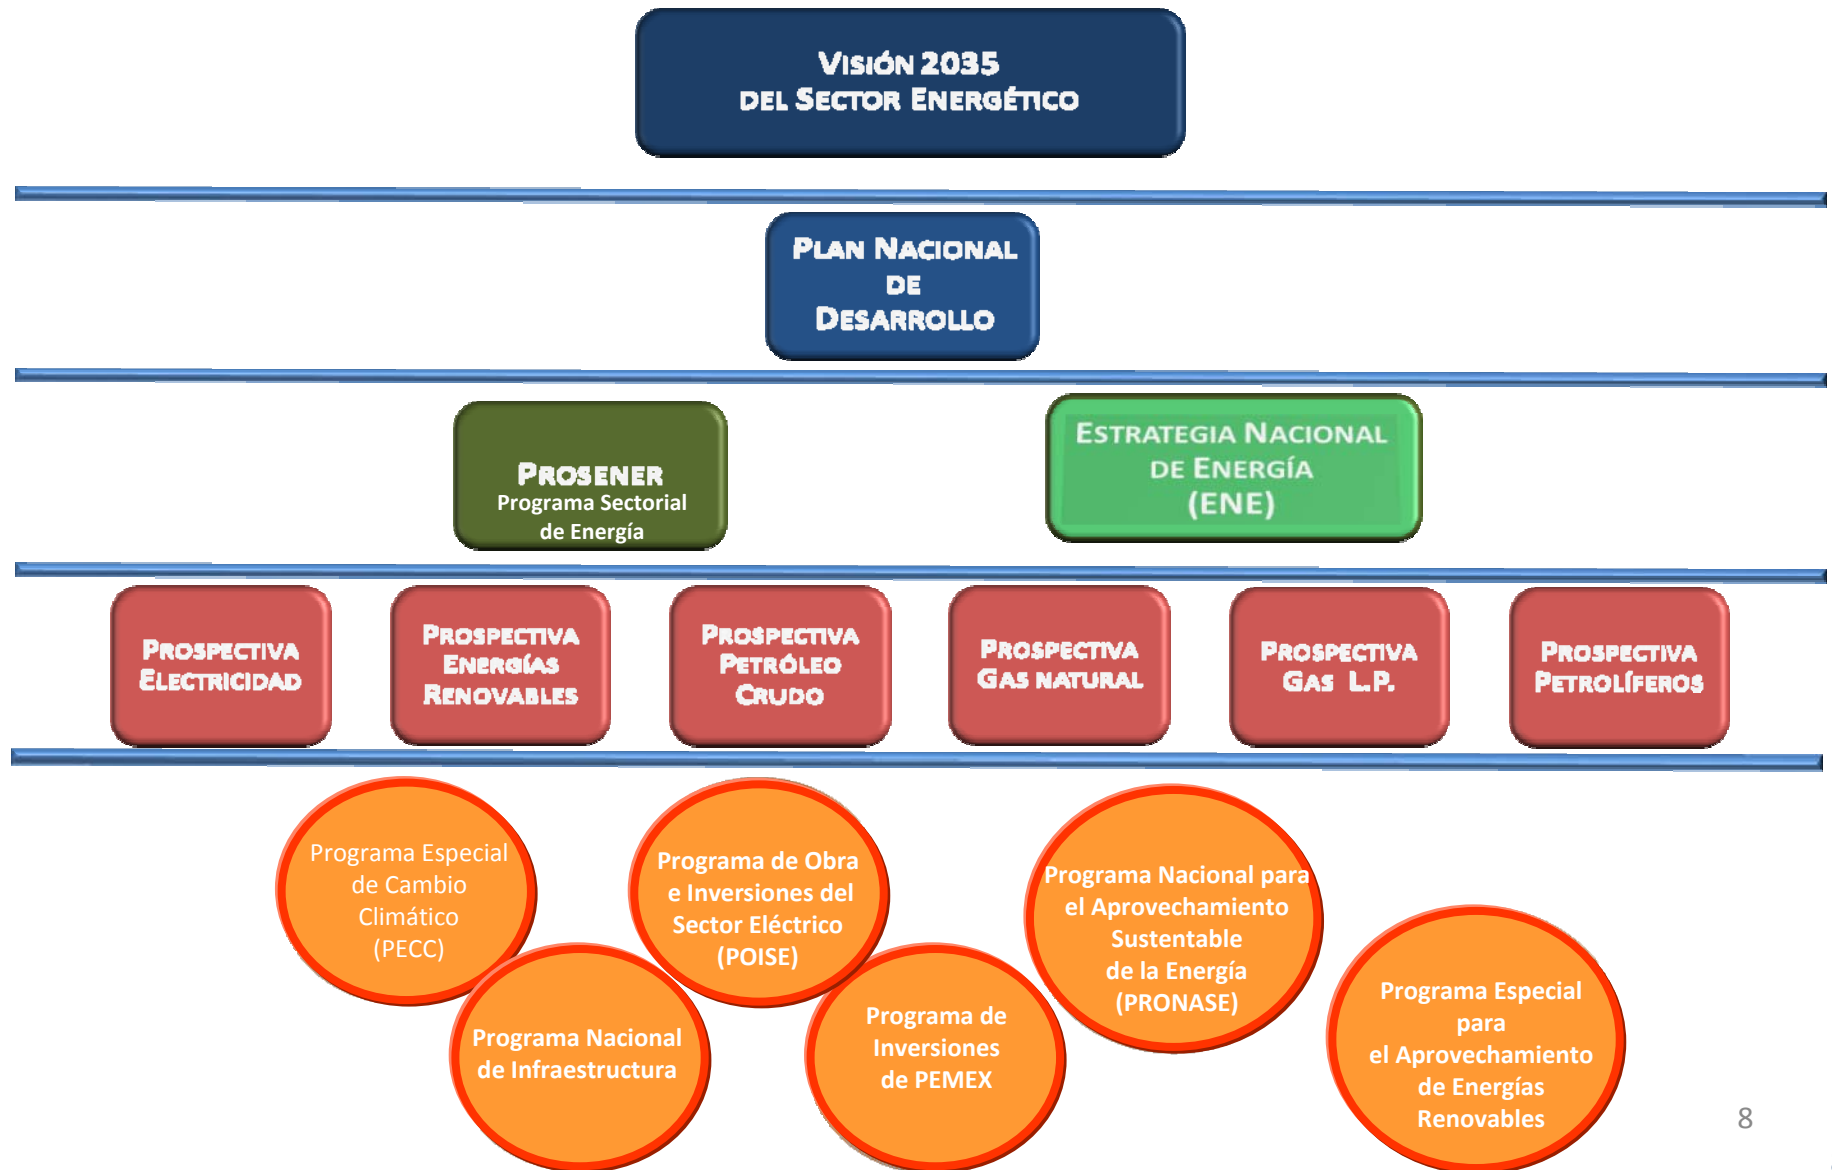 VISIÓN 2035
DEL SECTOR ENERGÉTICO
PLAN NACIONAL
DE
DESARROLLO
PROSENER
Programa Sectorial
de Energía
ESTRATEGIA NACIONAL
DE ENERGÍA
(ENE)
PROSPECTIVA
ELECTRICIDAD
PROSPECTIVA
ENERGÍAS
RENOVABLES
PROSPECTIVA
PETRÓLEO
CRUDO
PROSPECTIVA
GAS NATURAL
PROSPECTIVA
GAS L.P.
PROSPECTIVA
PETROLÍFEROS
Programa Especial
de Cambio
Climático
(PECC)
Programa Nacional
de Infraestructura
Programa de Obra
e Inversiones del
Sector Eléctrico
(POISE)
Programa de
Inversiones
de PEMEX
Programa Nacional para
el Aprovechamiento
Sustentable
de la Energía
(PRONASE)
Programa Especial
para
el Aprovechamiento
de Energías
Renovables
8